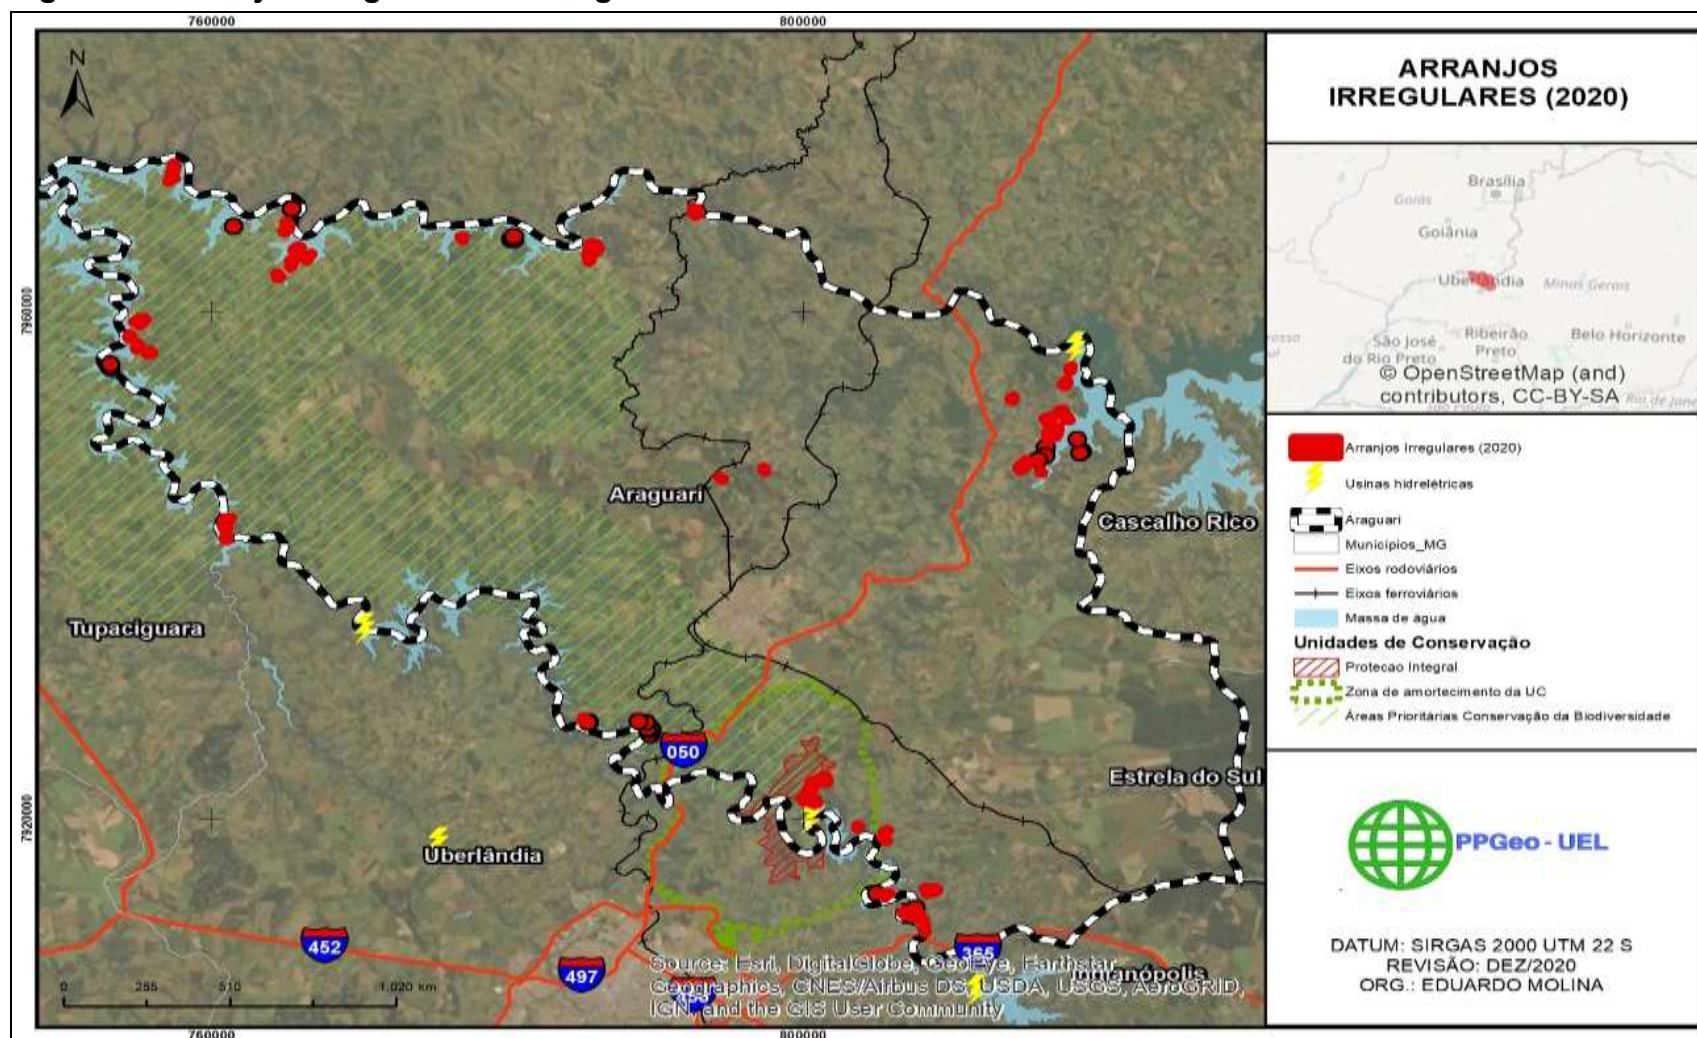 760000
800000
N
7960000
7920000
Araguari
Cascalho Rico
Tupaciguara
Estrela do Sul
Uberlândia
050
452
497
365
Source: Esri, DigitalGlobe, GeoEye, Earthstar
Geographics, CNES/Airbus DS, USDA, USGS, AeroGRID,
IGN, and the GIS User Community
0 255 510 1.020 km
760000
800000
ARRANJOS
IRREGULARES (2020)
Brasília
Goiás
Goiânia
Uberlândia
Minas Gerais
Ribeirão
Preto
São José
do Rio Preto
Belo Horizonte
© OpenStreetMap (and)
contributors, CC-BY-SA
São Paulo
Arranjos Irregulares (2020)
Usinas hidrelétricas
Araguari
Municipios_MG
Eixos rodoviários
Eixos ferroviários
Massa de água
Unidades de Conservação
Protecao Integral
Zona de amortecimento da UC
Áreas Prioritárias Conservação da Biodiversidade
PPGeo - UEL
DATUM: SIRGAS 2000 UTM 22 S
REVISÃO: DEZ/2020
ORG.: EDUARDO MOLINA